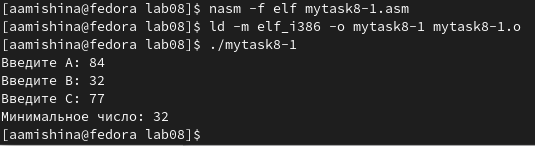 [aamishina@fedora lab08]$ nasm -f elf mytask8-1.asm
[aamishina@fedora lab08]$ ld -m elf_i386 -o mytask8-1 mytask8-1.o
[aamishina@fedora lab08]$ ./mytask8-1
Введите A: 84
Введите B: 32
Введите C: 77
Минимальное число: 32
[aamishina@fedora lab08]$